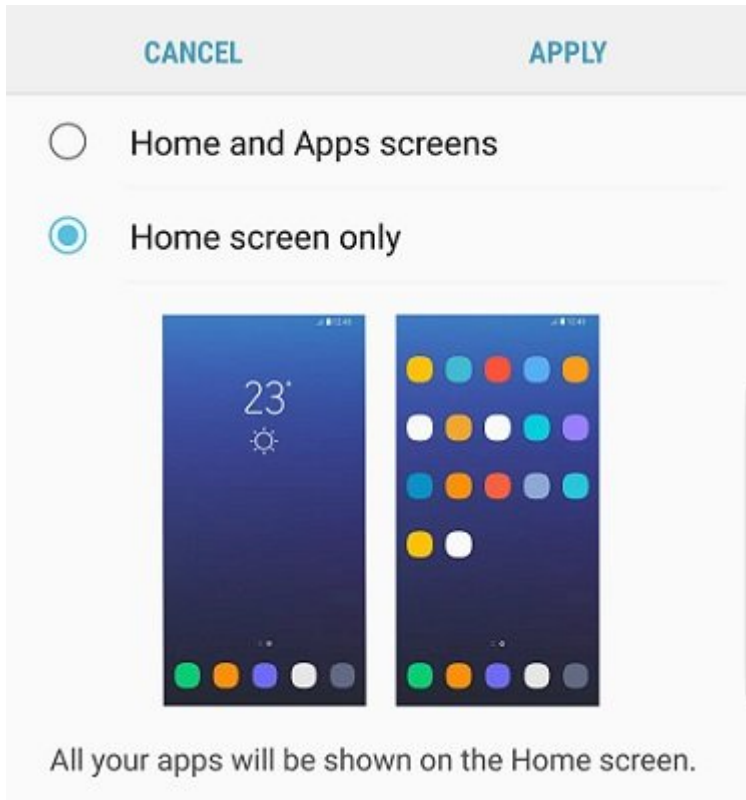 CANCEL APPLY
Home and Apps screens
Home screen only
23°
All your apps will be shown on the Home screen.